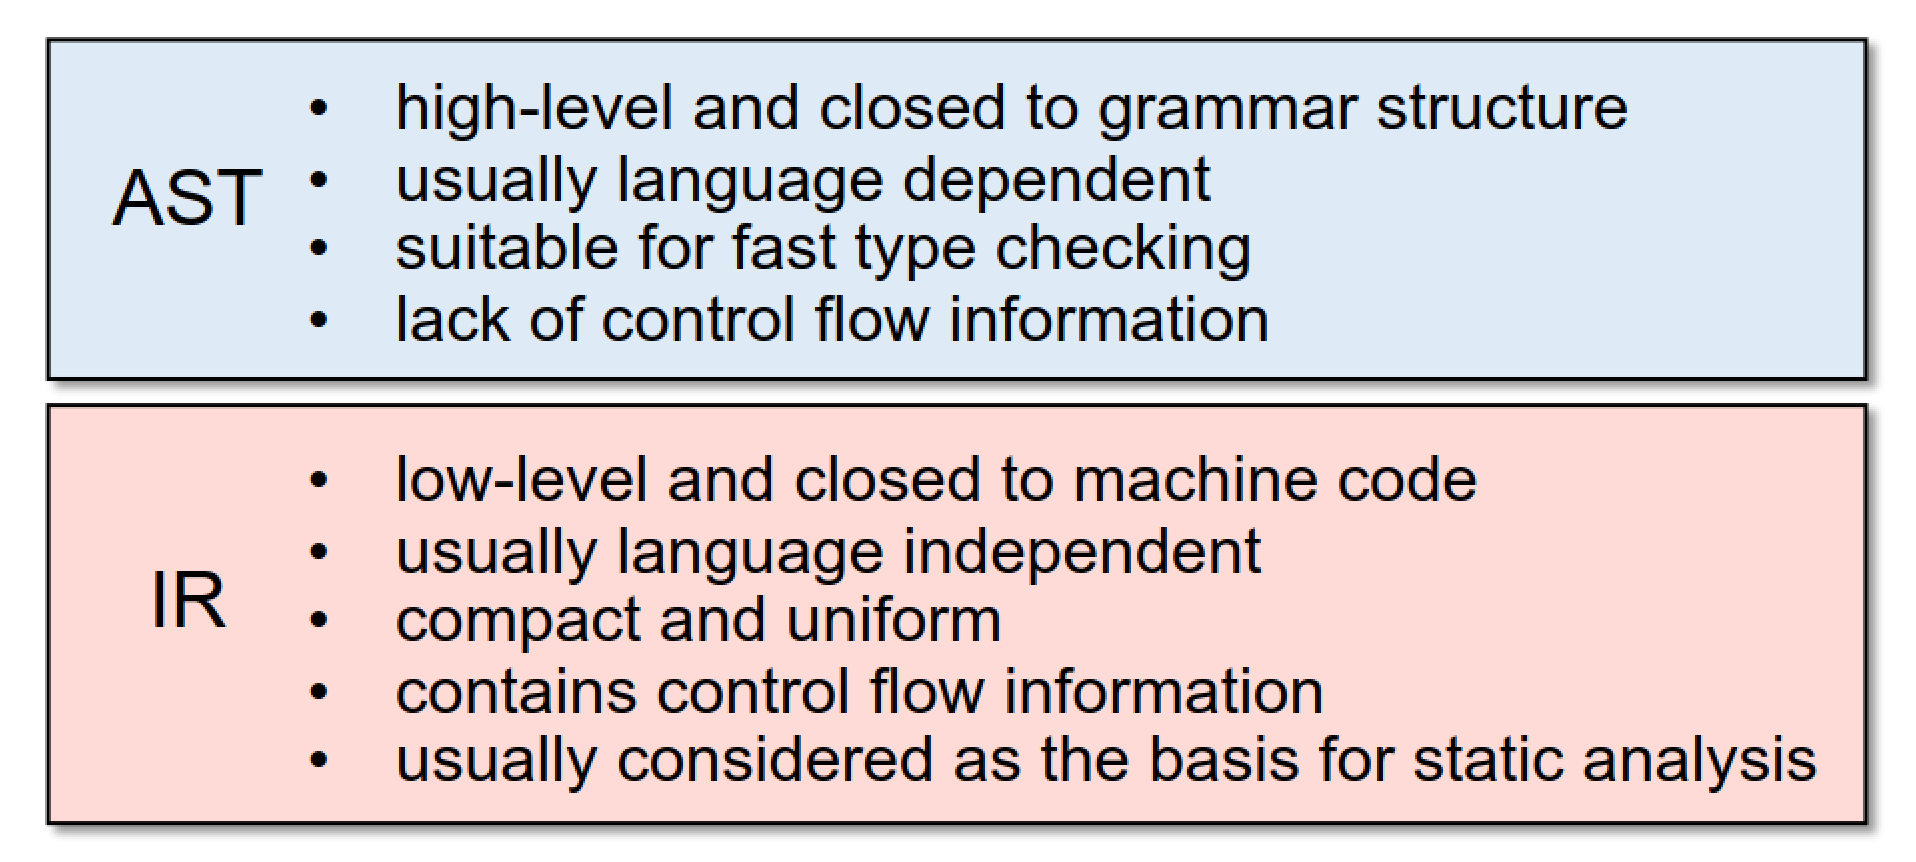 AST
• high-level and closed to grammar structure
• usually language dependent
• suitable for fast type checking
• lack of control flow information
IR
• low-level and closed to machine code
• usually language independent
• compact and uniform
• contains control flow information
• usually considered as the basis for static analysis